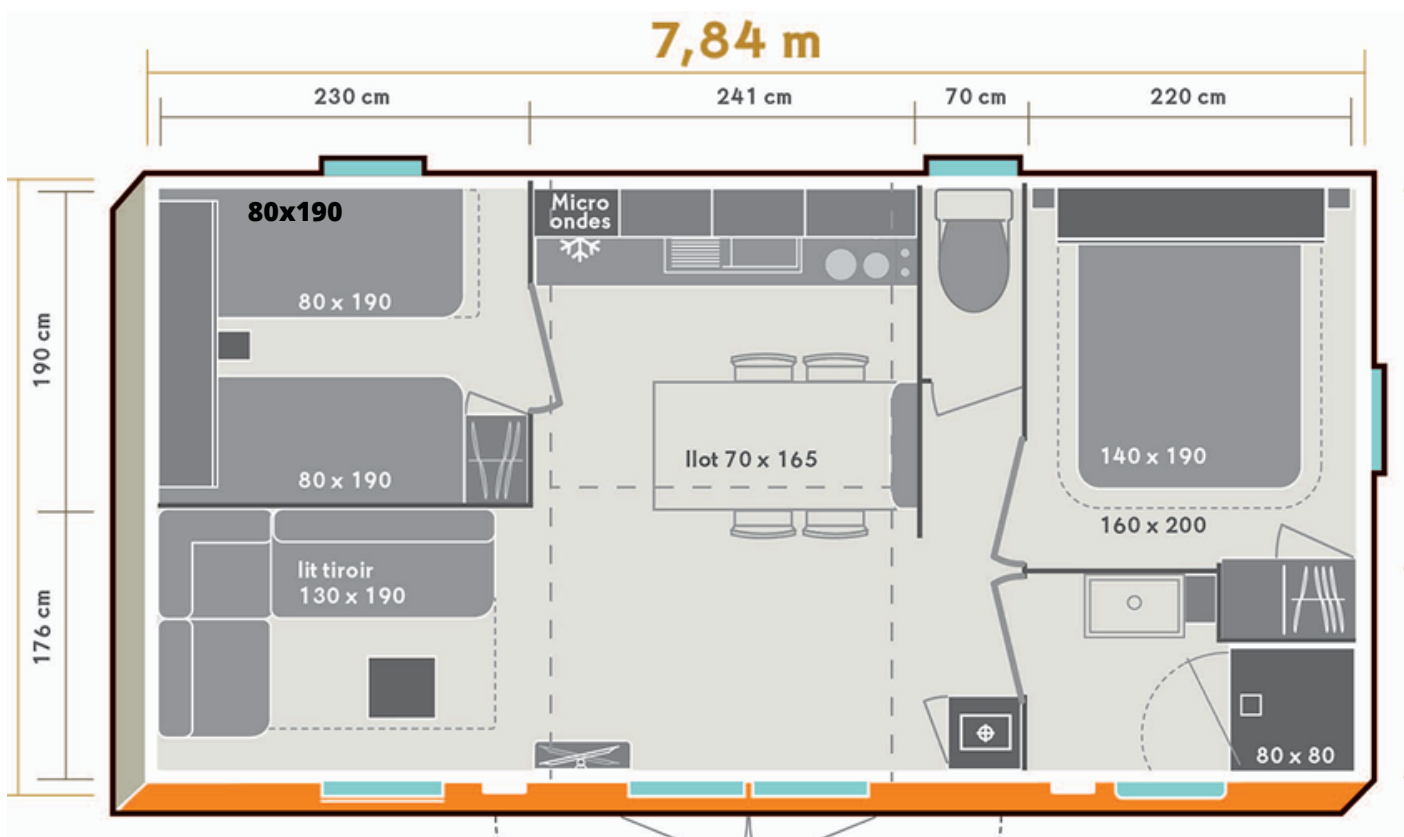 7,84 m
230 cm
241 cm
70 cm
220 cm
80x190
Micro
ondes
80 x 190
190 cm
80 x 190
Ilot 70 x 165
140 x 190
160 x 200
lit tiroir
130 x 190
176 cm
80 x 80